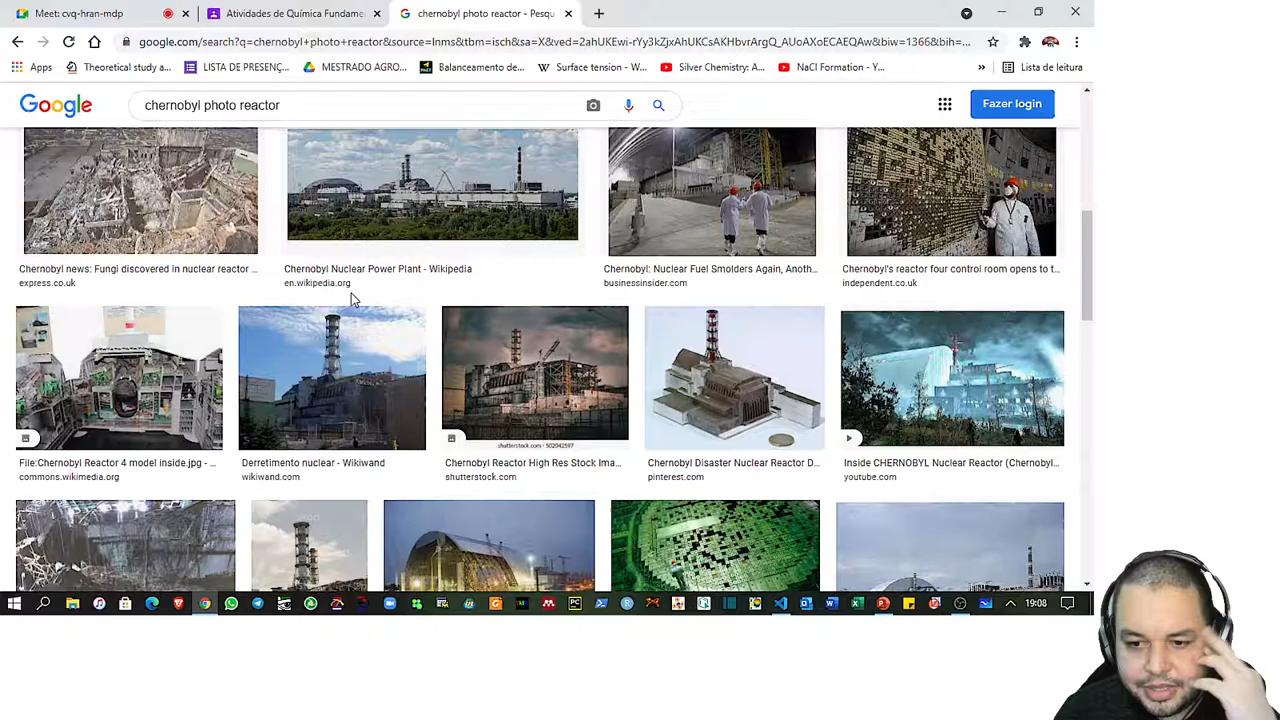 Meet: cvq-hran-mdp
Atividades de Química Fundame
chernobyl photo reactor - Pesqu
google.com/search?q=chernobyl+photo+reactor&source=lnms&tbm=isch&sa=X&ved=2ahUKEwi-rYy3kZjxAhUKCsAKHbvrArgQ_AUoAXoECAEQAw&biw=1366&bih=...
Apps
Theoretical study a...
LISTA DE PRESENÇ...
MESTRADO AGRO...
Balanceamento de...
Surface tension - W...
Silver Chemistry: A...
NaCl Formation - Y...
»
Lista de leitura
Google
chernobyl photo reactor
Fazer login
Chernobyl news: Fungi discovered in nuclear reactor ...
express.co.uk
Chernobyl Nuclear Power Plant - Wikipedia
en.wikipedia.org
Chernobyl: Nuclear Fuel Smolders Again, Anoth...
businessinsider.com
Chernobyl's reactor four control room opens to t...
independent.co.uk
shutterstock.com · 502042597
File:Chernobyl Reactor 4 model inside.jpg - ...
commons.wikimedia.org
Derretimento nuclear - Wikiwand
wikiwand.com
Chernobyl Reactor High Res Stock Ima...
shutterstock.com
Chernobyl Disaster Nuclear Reactor D...
pinterest.com
Inside CHERNOBYL Nuclear Reactor (Chernobyl...
youtube.com
19:08